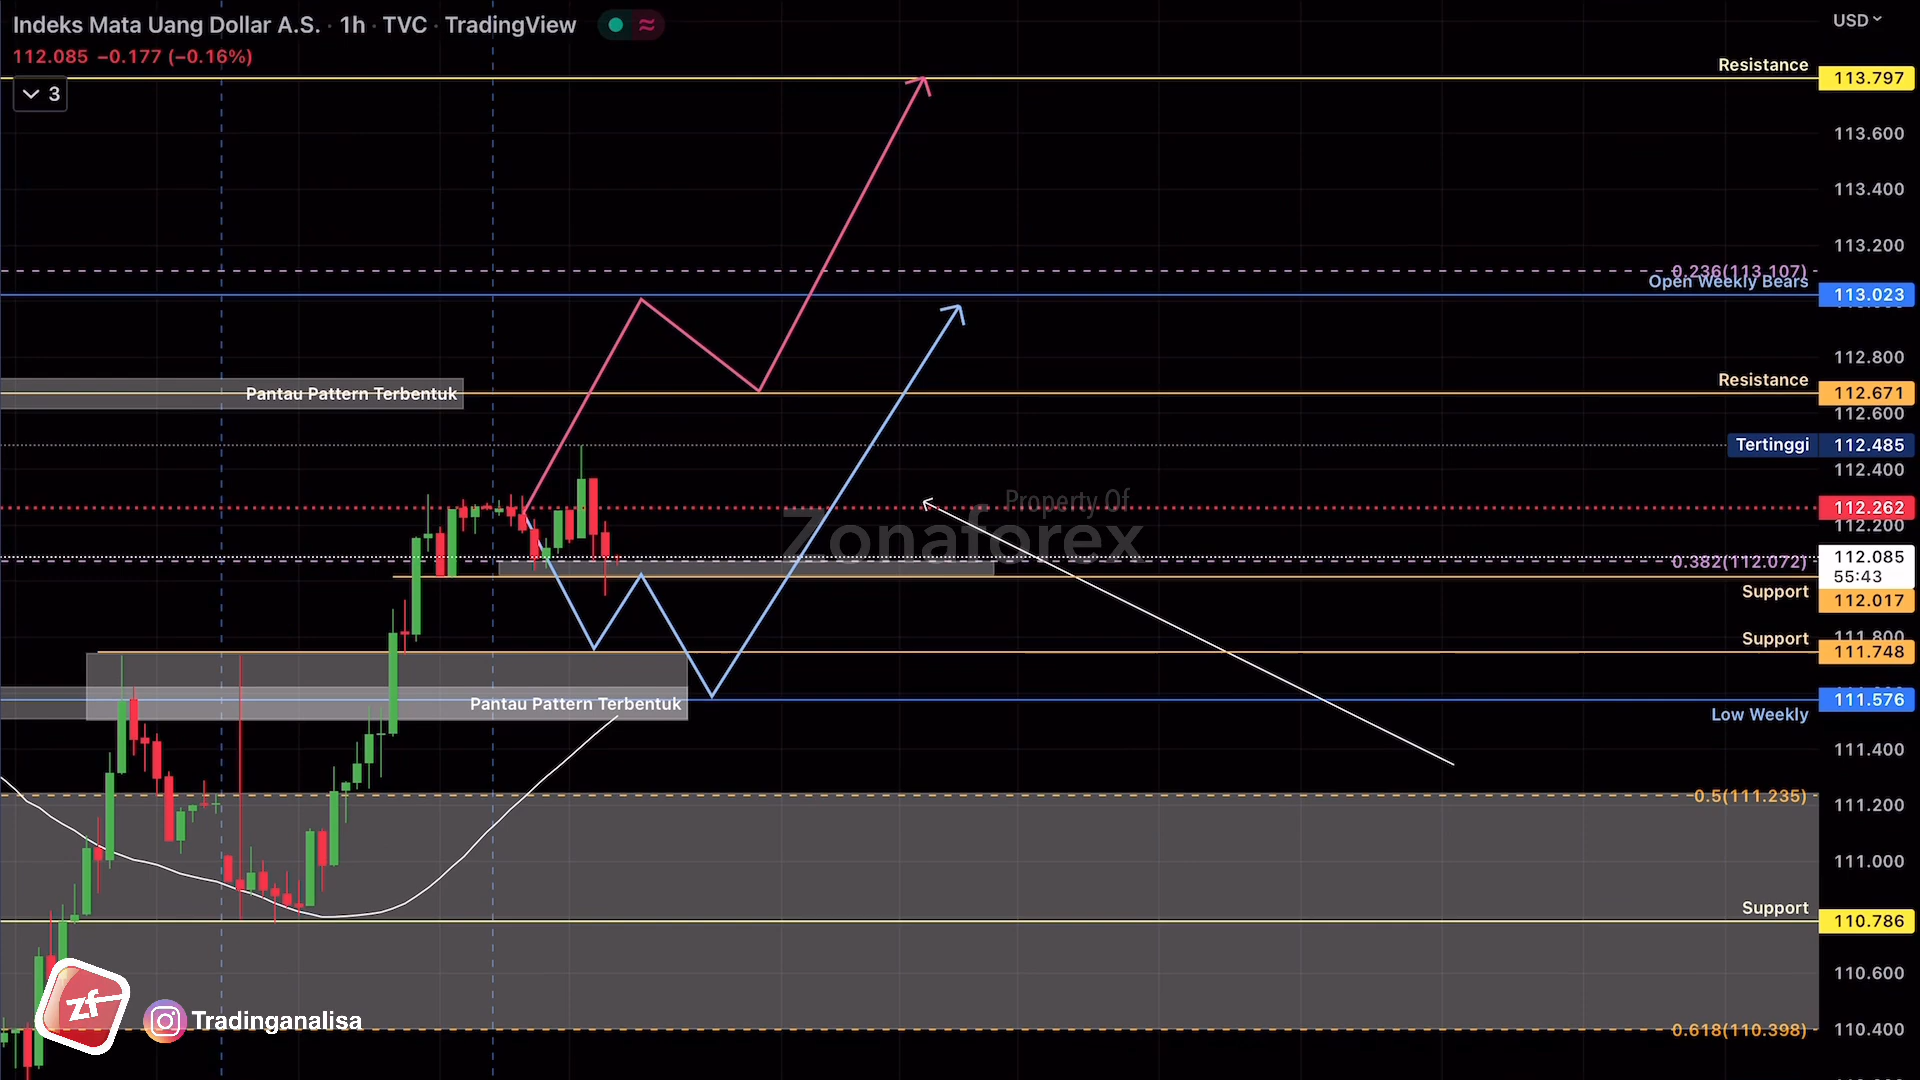 Indeks Mata Uang Dollar A.S. · 1h · TVC · TradingView
USD
112.085 −0.177 (−0.16%)
3
Resistance
113.797
113.600
113.400
113.200
0.236(113.107)
Open Weekly Bears
113.023
112.800
Resistance
Pantau Pattern Terbentuk
112.671
112.600
Tertinggi
112.485
112.400
Property Of
Zonaforex
112.262
112.200
112.085
0.382(112.072)
55:43
Support
112.017
Support
111.800
111.748
111.576
Pantau Pattern Terbentuk
Low Weekly
111.400
0.5(111.235)
111.200
111.000
Support
110.786
110.600
zf
Tradinganalisa
0.618(110.398)
110.400